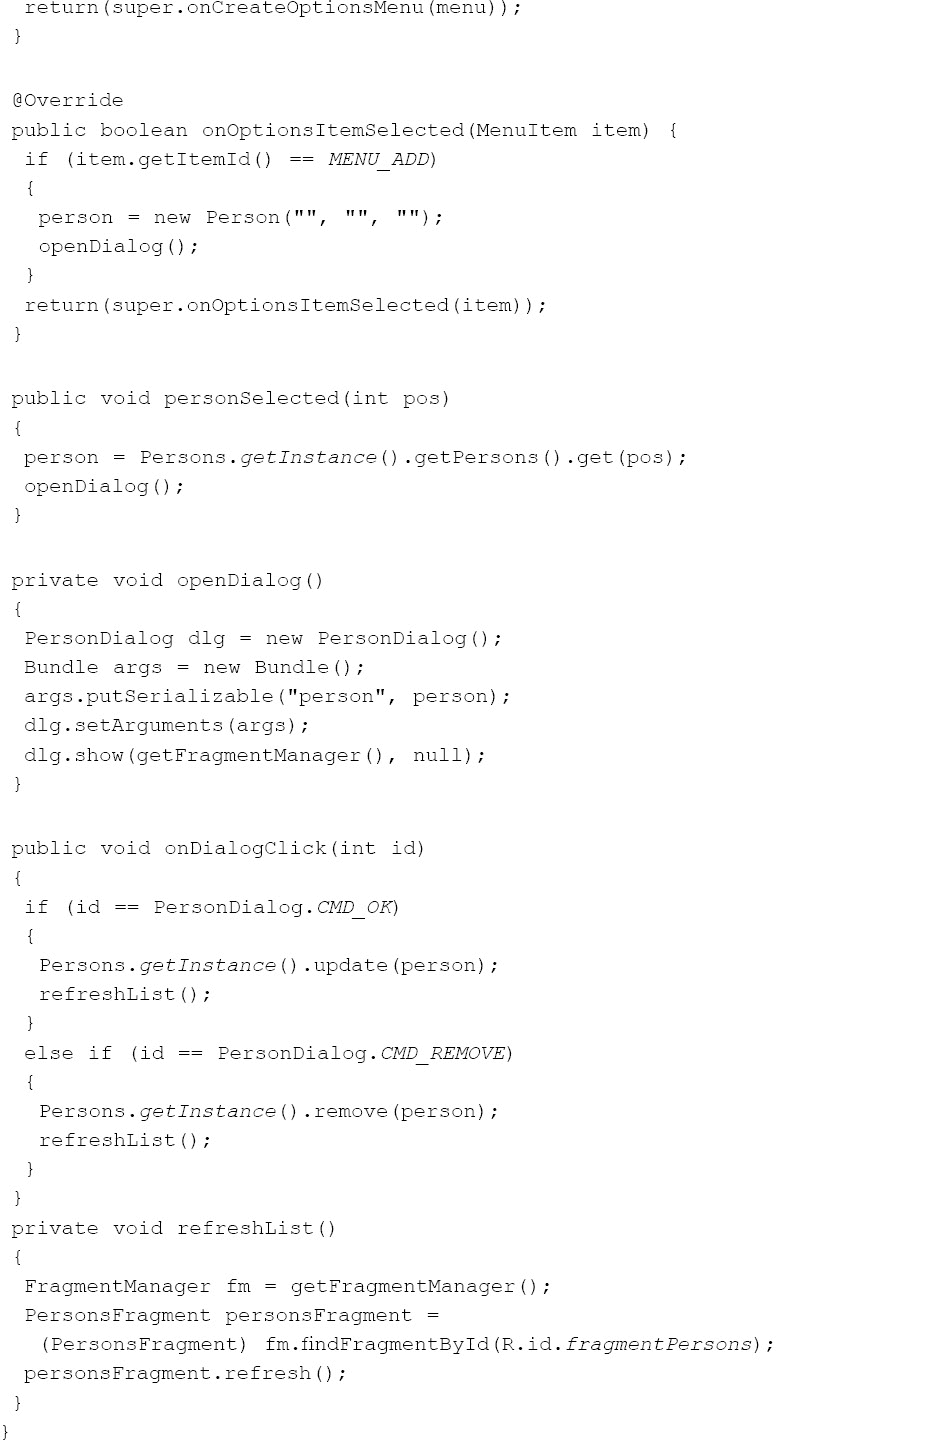 return(super.onCreateOptionsMenu(menu));
}
@Override
public boolean onOptionsItemSelected(MenuItem item) {
if (item.getItemId() == MENU_ADD)
{
person = new Person("", "", "");
openDialog();
}
return(super.onOptionsItemSelected(item));
}
public void personSelected(int pos)
{
person = Persons.getInstance().getPersons().get(pos);
openDialog();
}
private void openDialog()
{
PersonDialog dlg = new PersonDialog();
Bundle args = new Bundle();
args.putSerializable("person", person);
dlg.setArguments(args);
dlg.show(getFragmentManager(), null);
}
public void onDialogClick(int id)
{
if (id == PersonDialog.CMD_OK)
{
Persons.getInstance().update(person);
refreshList();
}
else if (id == PersonDialog.CMD_REMOVE)
{
Persons.getInstance().remove(person);
refreshList();
}
}
private void refreshList()
{
FragmentManager fm = getFragmentManager();
PersonsFragment personsFragment =
(PersonsFragment) fm.findFragmentById(R.id.fragmentPersons);
personsFragment.refresh();
}
}